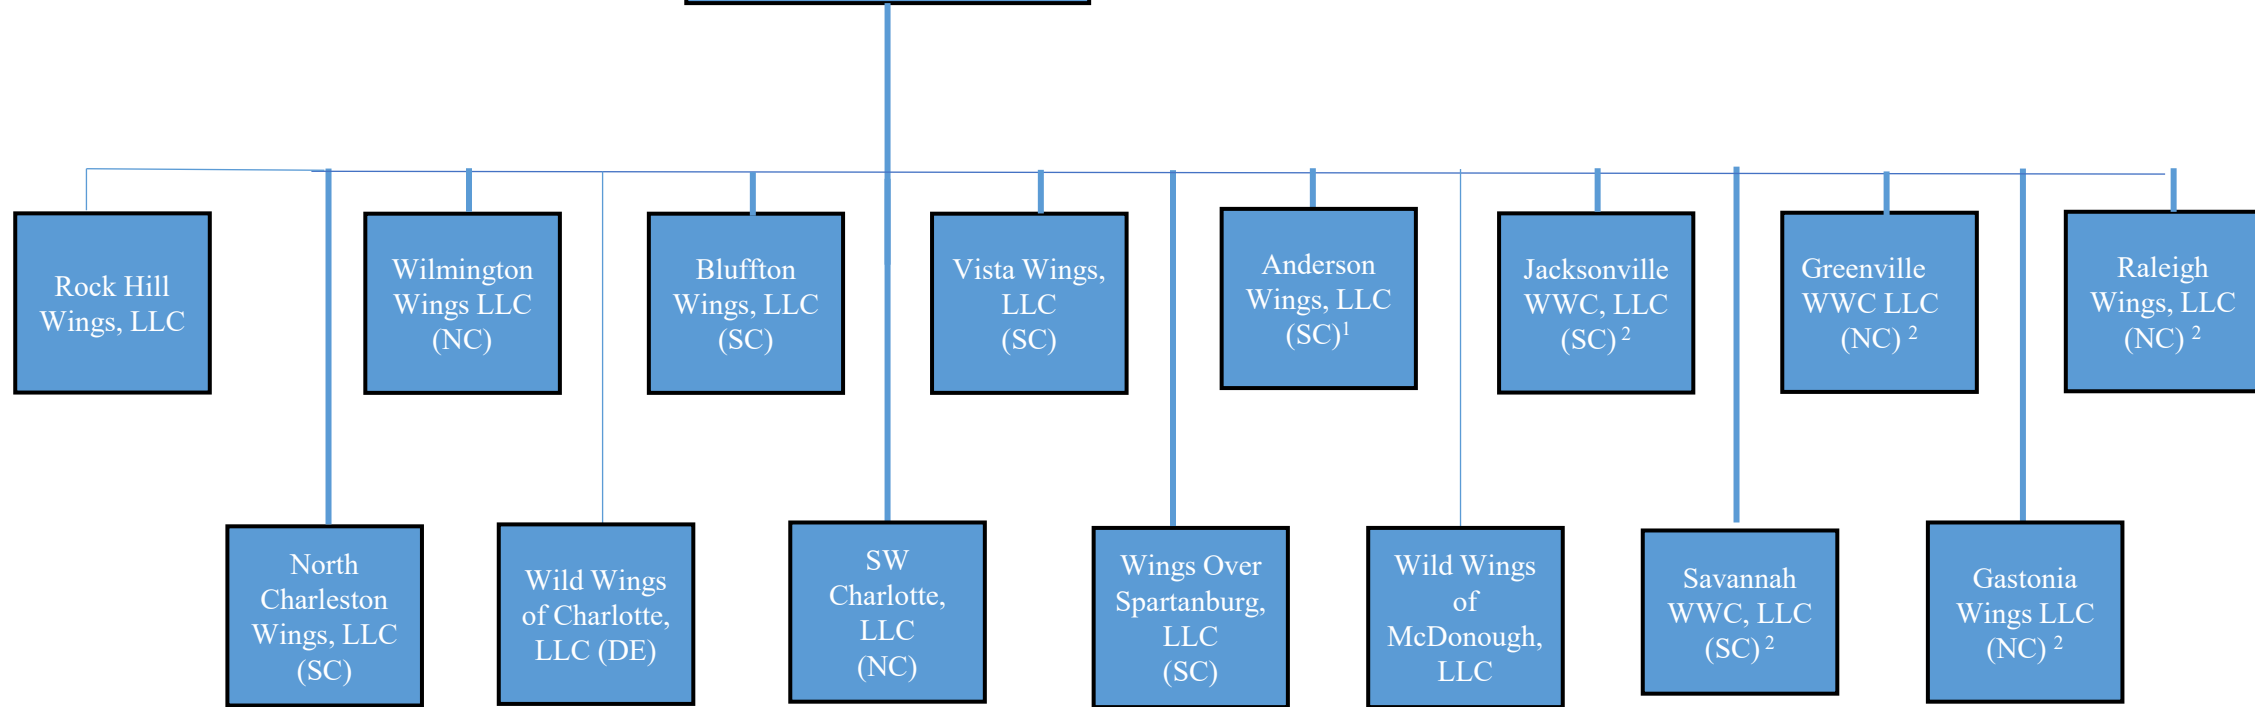 Rock Hill
Wings, LLC
Wilmington
Wings LLC
(NC)
Bluffton
Wings, LLC
(SC)
Vista Wings,
LLC
(SC)
Anderson
Wings, LLC
(SC)¹
Jacksonville
WWC, LLC
(SC) ²
Greenville
WWC LLC
(NC) ²
Raleigh
Wings, LLC
(NC) ²
North
Charleston
Wings, LLC
(SC)
Wild Wings
of Charlotte,
LLC (DE)
SW
Charlotte,
LLC
(NC)
Wings Over
Spartanburg,
LLC
(SC)
Wild Wings
of
McDonough,
LLC
Savannah
WWC, LLC
(SC) ²
Gastonia
Wings LLC
(NC) ²